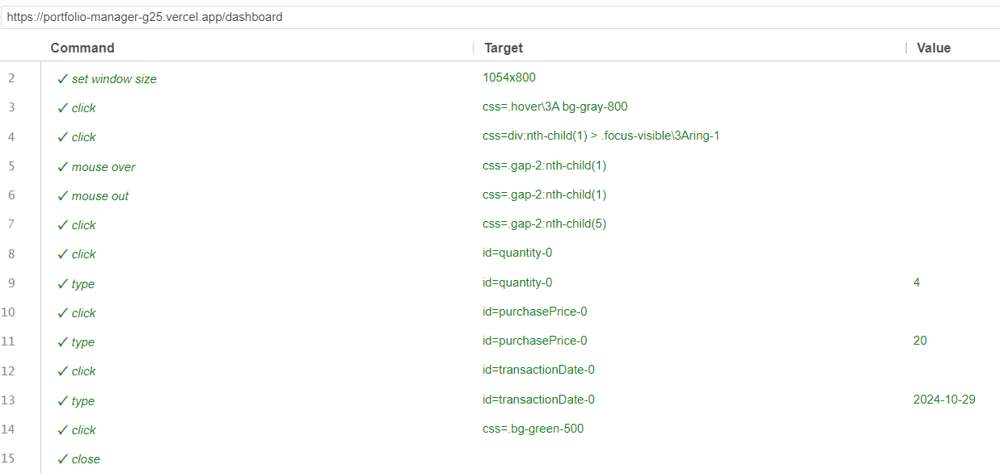 https://portfolio-manager-g25.vercel.app/dashboard
Command Target Value
2 ✓ set window size 1054x800
3 ✓ click css=.hover\3A bg-gray-800
4 ✓ click css=div:nth-child(1) > .focus-visible\3Aring-1
5 ✓ mouse over css=.gap-2:nth-child(1)
6 ✓ mouse out css=.gap-2:nth-child(1)
7 ✓ click css=.gap-2:nth-child(5)
8 ✓ click id=quantity-0
9 ✓ type id=quantity-0 4
10 ✓ click id=purchasePrice-0
11 ✓ type id=purchasePrice-0 20
12 ✓ click id=transactionDate-0
13 ✓ type id=transactionDate-0 2024-10-29
14 ✓ click css=.bg-green-500
15 ✓ close